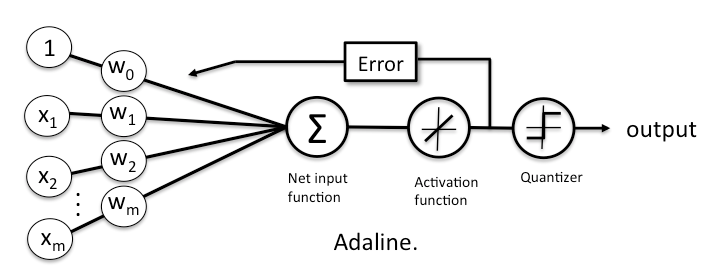 1
w0
Error
x1
w1
Σ
output
x2
w2
Net input
function
Activation
function
Quantizer
⋮
wm
xm
Adaline.